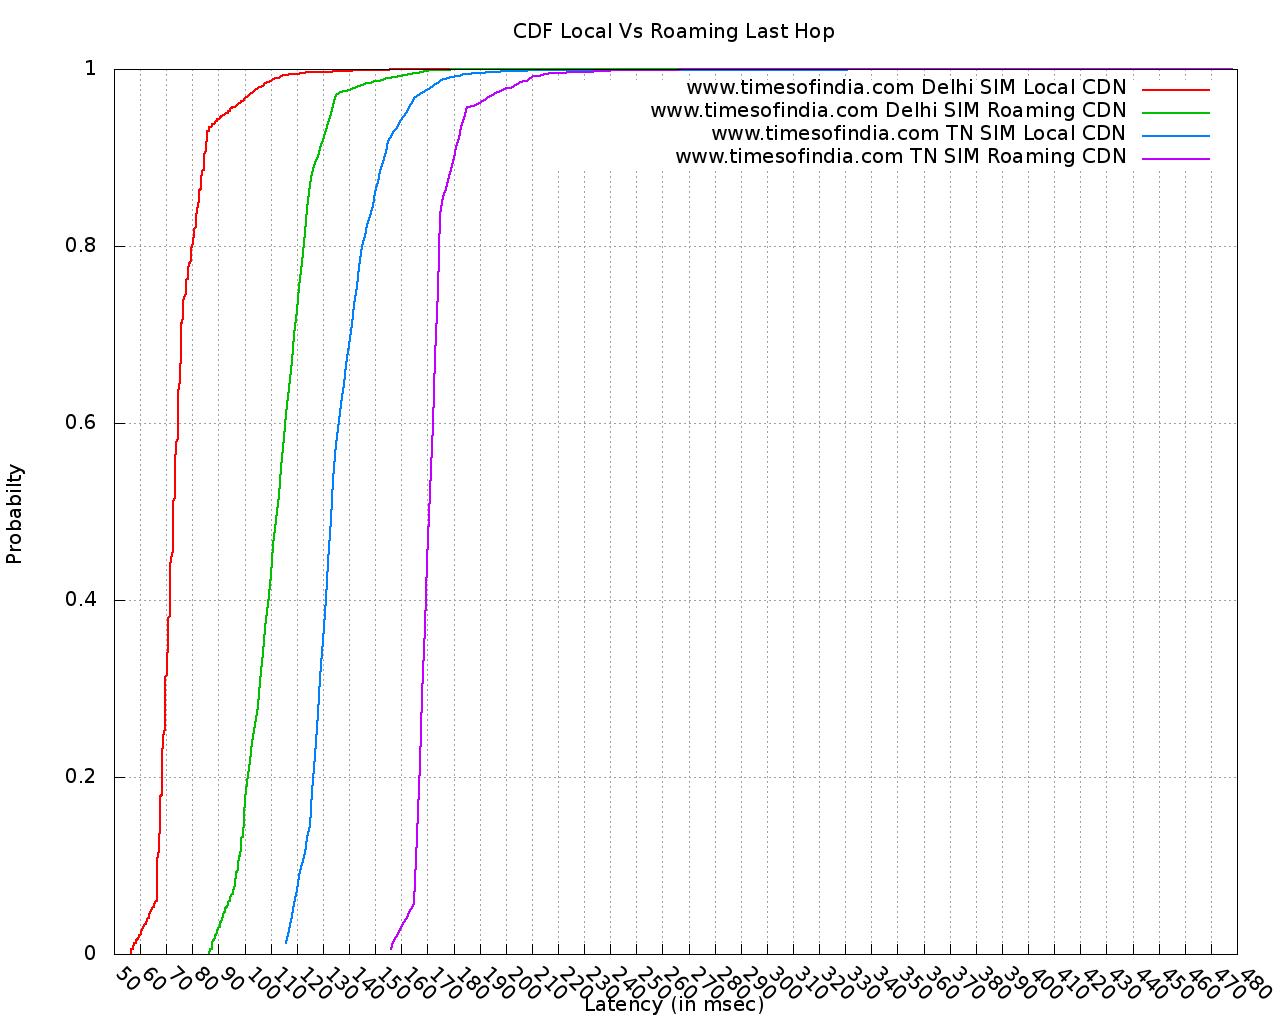 CDF Local Vs Roaming Last Hop
1
0.8
0.6
0.4
0.2
0
Probabilty
www.timesofindia.com Delhi SIM Local CDN
www.timesofindia.com Delhi SIM Roaming CDN
www.timesofindia.com TN SIM Local CDN
www.timesofindia.com TN SIM Roaming CDN
50 60 70 80 90 100 110 120 130 140 150 160 170 180 190 200 210 220 230 240 250 260 270 280 290 300 310 320 330 340 350 360 370 380 390 400 410 420 430 440 450 460 470 480
Latency (in msec)